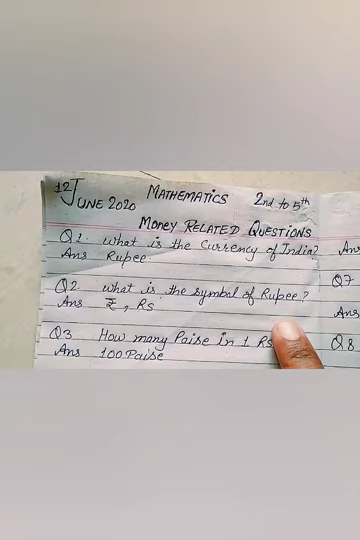 12 June 2020 Mathematics 2nd to 5th
Money Related Questions
Q1. What is the Currency of India?
Ans Rupee
Q2 What is the symbol of Rupee?
Ans ₹, Rs
Q3 How many Paise in 1 Rs
Ans 100 Paise
Ans
Q7
Ans
Q8